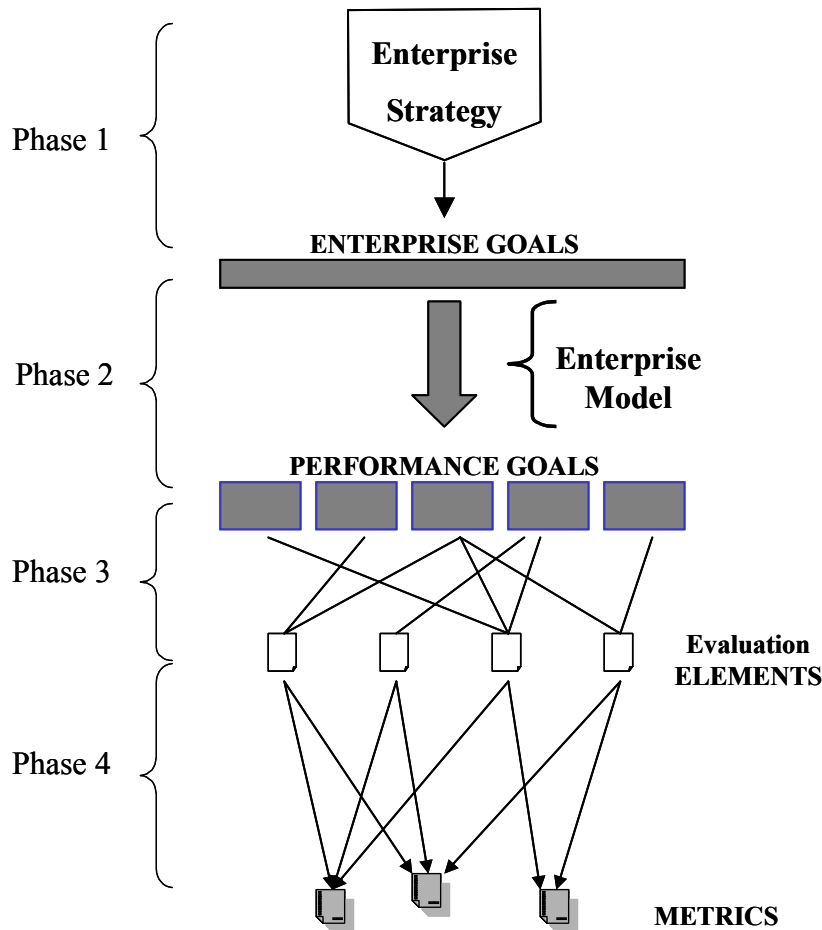 Enterprise
Strategy
Phase 1
ENTERPRISE GOALS
Phase 2
Enterprise
Model
PERFORMANCE GOALS
Phase 3
Evaluation
ELEMENTS
Phase 4
METRICS